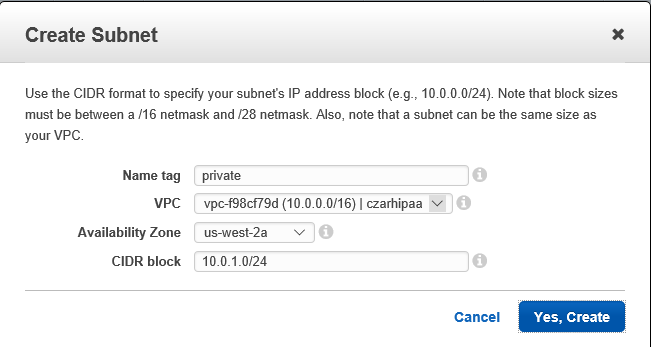 Create Subnet
Use the CIDR format to specify your subnet's IP address block (e.g., 10.0.0.0/24). Note that block sizes
must be between a /16 netmask and /28 netmask. Also, note that a subnet can be the same size as
your VPC.
Name tag private
VPC vpc-f98cf79d (10.0.0.0/16) | czarhipaa
Availability Zone us-west-2a
CIDR block 10.0.1.0/24
Cancel Yes, Create